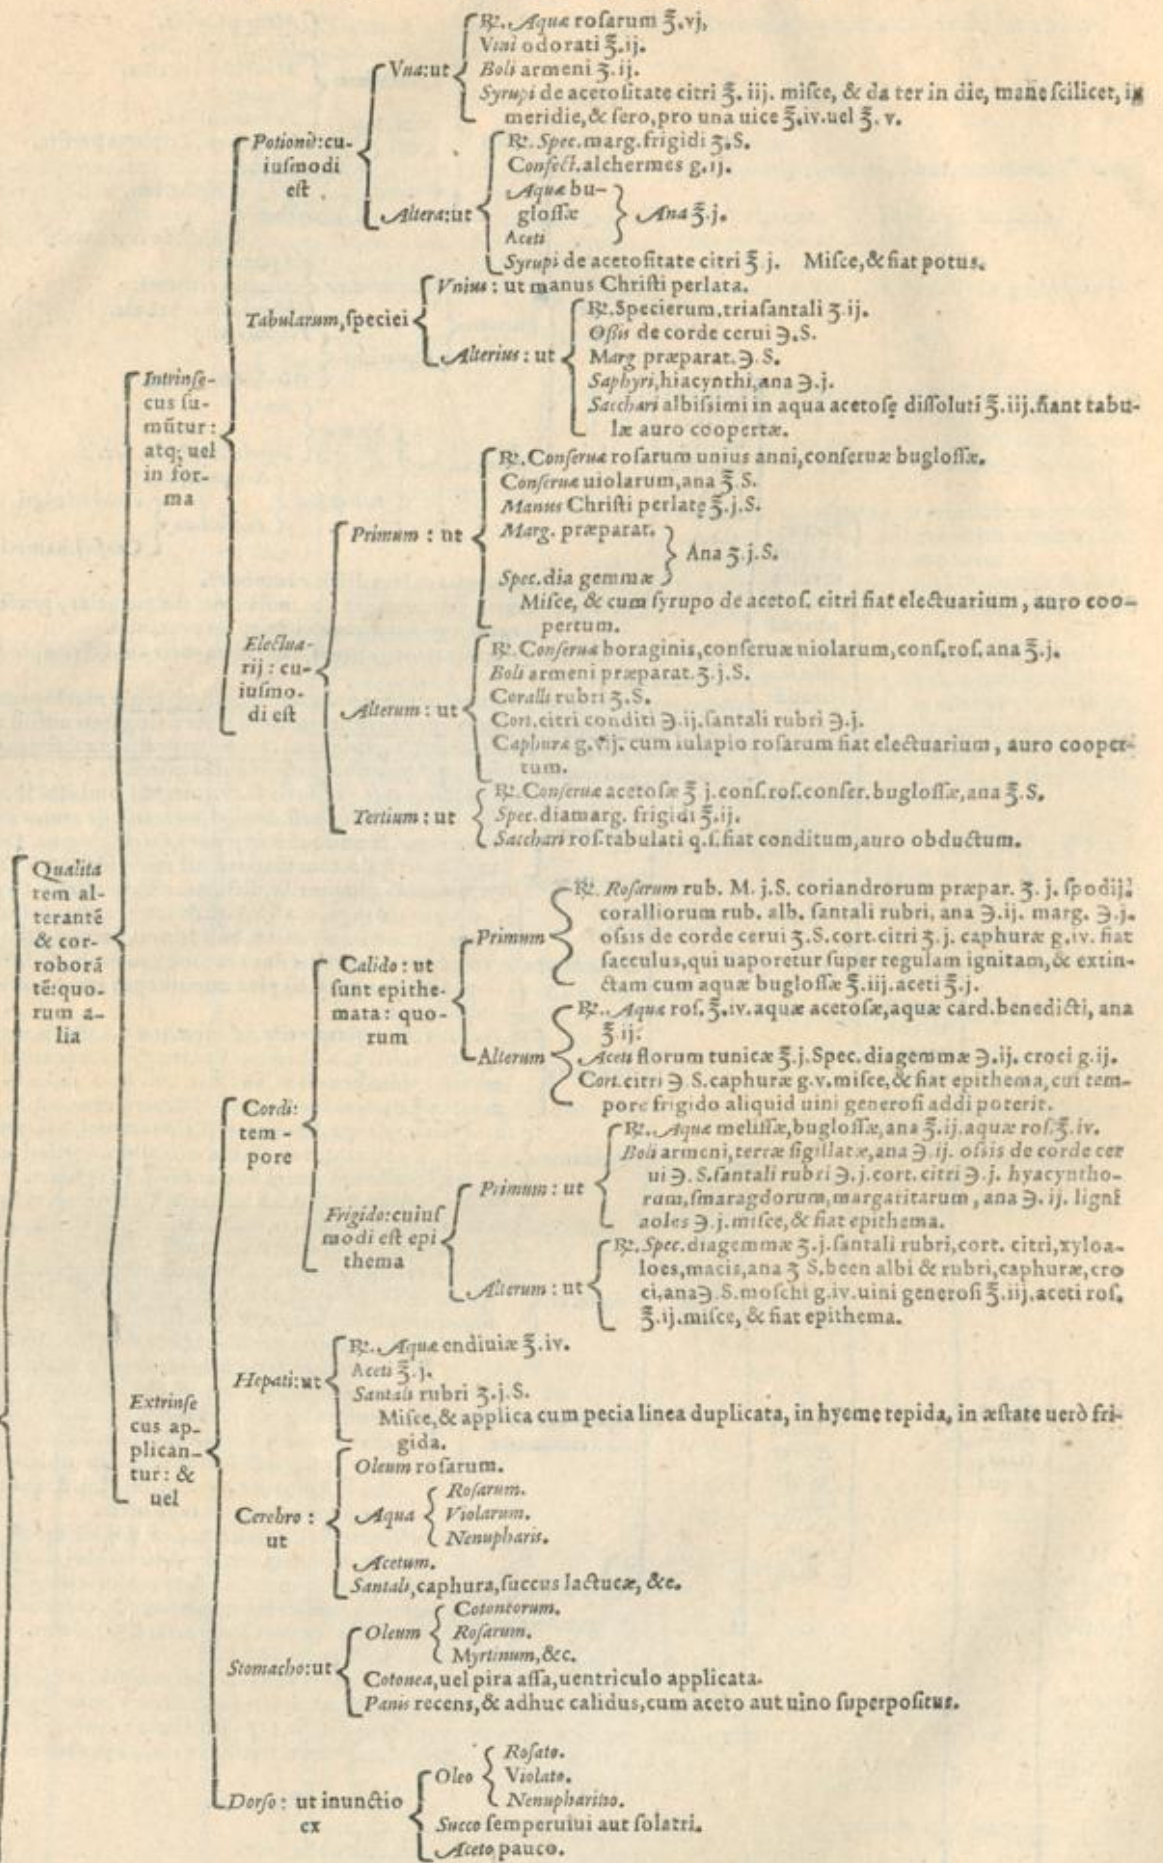 Qualita
tem al-
terantē
& cor-
roborā
tē:quo-
rum a-
lia
Intrinſe-
cus ſu-
mūtur:
atq; uel
in for-
ma
Potionis:cu-
iuſmodi
eſt
Vna:ut
℞. Aquæ roſarum ℥.vj,
Vini odorati ℥.ij.
Boli armeni ʒ.ij.
Syrupi de acetoſitate citri ℥. iij. miſce, & da ter in die, mane ſcilicet, in
meridie, & ſero, pro una uice ℥.iv.uel ℥. v.
Altera:ut
℞. Spec. marg. frigidi ʒ.S.
Confect. alchermes g.ij.
Aquæ bu-
gloſſæ
Aceti
Ana ℥.j.
Syrupi de acetoſitate citri ℥ j. Miſce, & fiat potus.
Tabularum, ſpeciei
Vnius: ut manus Chriſti perlata.
Alterius: ut
℞. Specierum.triaſantali ʒ.ij.
Oßis de corde cerui ℈.S.
Marg præparat. ℈. S.
Saphyri, hiacynthi, ana ℈.j.
Sacchari albiſsimi in aqua acetoſę diſſoluti ℥.iij.fiant tabu-
læ auro coopertæ.
Electua-
rij: cu-
iuſmo-
di eſt
Primum: ut
℞. Conſeruæ roſarum unius anni, conſeruæ bugloſſæ.
Conſeruæ uiolarum, ana ℥.S.
Manus Chriſti perlatę ℥.j.S.
Marg. præparat.
Spec. dia gemmæ
Ana ʒ.j.S.
Miſce, & cum ſyrupo de acetoſ. citri fiat electuarium, auro coo-
pertum.
Alterum: ut
℞. Conſeruæ boraginis, conſeruæ uiolarum, conſ.roſ. ana ℥.j.
Boli armeni præparat. ʒ.j.S.
Coralli rubri ʒ.S.
Cort.citri conditi ℈.ij.ſantali rubri ℈.j.
Caphuræ g.vij. cum iulapio roſarum fiat electuarium, auro cooper-
tum.
Tertium: ut
℞. Conſeruæ acetoſæ ℥ j. conſ.roſ.conſer. bugloſſæ, ana ℥.S.
Spec. diamarg. frigidi ℥.ij.
Sacchari roſ.tabulati q.ſ.fiat conditum, auro obductum.
Extrinſe
cus ap-
plican-
tur: &
uel
Cordi:
tem-
pore
Calido: ut
ſunt epithe-
mata: quo-
rum
Primum
℞. Roſarum rub. M. j.S. coriandrorum præpar. ʒ. j. ſpodij.
coralliorum rub. alb. ſantali rubri, ana ℈.ij. marg. ℈.j.
oſsis de corde cerui ʒ.S.cort.citri ʒ.j. caphuræ g.iv. fiat
ſacculus, qui uaporetur ſuper regulam ignitam, & extin-
ctam cum aquæ bugloſſæ ℥.iij.aceti ℥.j.
Alterum
℞. Aquæ roſ. ℥.iv.aquæ acetoſæ, aquæ card.benedicti, ana
℥.ij.
Aceti florum tunicæ ℥.j.Spec. diagemmæ ℈.ij. croci g.ij.
Cort.citri ℈ S.caphuræ g.v.miſce, & fiat epithema, cui tem-
pore frigido aliquid uini generoſi addi poterit.
Frigido:cuiuſ
modi eſt epi
thema
Primum: ut
℞. Aquæ meliſſæ, bugloſſæ, ana ℥.ij.aquæ roſ.℥.iv.
Boli armeni, terræ ſigillatæ, ana ℈.ij. oſsis de corde cer
ui ℈. S.ſantali rubri ℈.j.cort. citri ℈.j. hyacyntho-
rum, ſmaragdorum, margaritarum, ana ℈. ij. ligni
aoles ℈.j.miſce, & fiat epithema.
Alterum: ut
℞. Spec. diagemmæ ʒ.j.ſantali rubri, cort. citri, xyloa-
loes, macis, ana ʒ S.been albi & rubri, caphuræ, cro
ci, ana ℈. S.moſchi g.iv.uini generoſi ℥.iij.aceti roſ.
℥.ij.miſce, & fiat epithema.
Hepati:ut
℞. Aquæ endiuiæ ℥.iv.
Aceti ℥.j.
Santali rubri ʒ.j.S.
Miſce, & applica cum pecia linea duplicata, in hyeme tepida, in æſtate uerò fri-
gida.
Cerebro:
ut
Oleum roſarum.
Aqua
Roſarum.
Violarum.
Nenupharis.
Acetum.
Santali, caphura, ſuccus lactucæ, &c.
Stomacho:ut
Oleum
Cotoneorum.
Roſarum.
Myrtinum, &c.
Cotonea, uel pira aſſa, uentriculo applicata.
Panis recens, & adhuc calidus, cum aceto aut uino ſuperpoſitus.
Dorſo: ut inunctio
ex
Oleo
Roſato.
Violato.
Nenupharino.
Succo ſemperuiui aut ſolatri.
Aceto pauco.